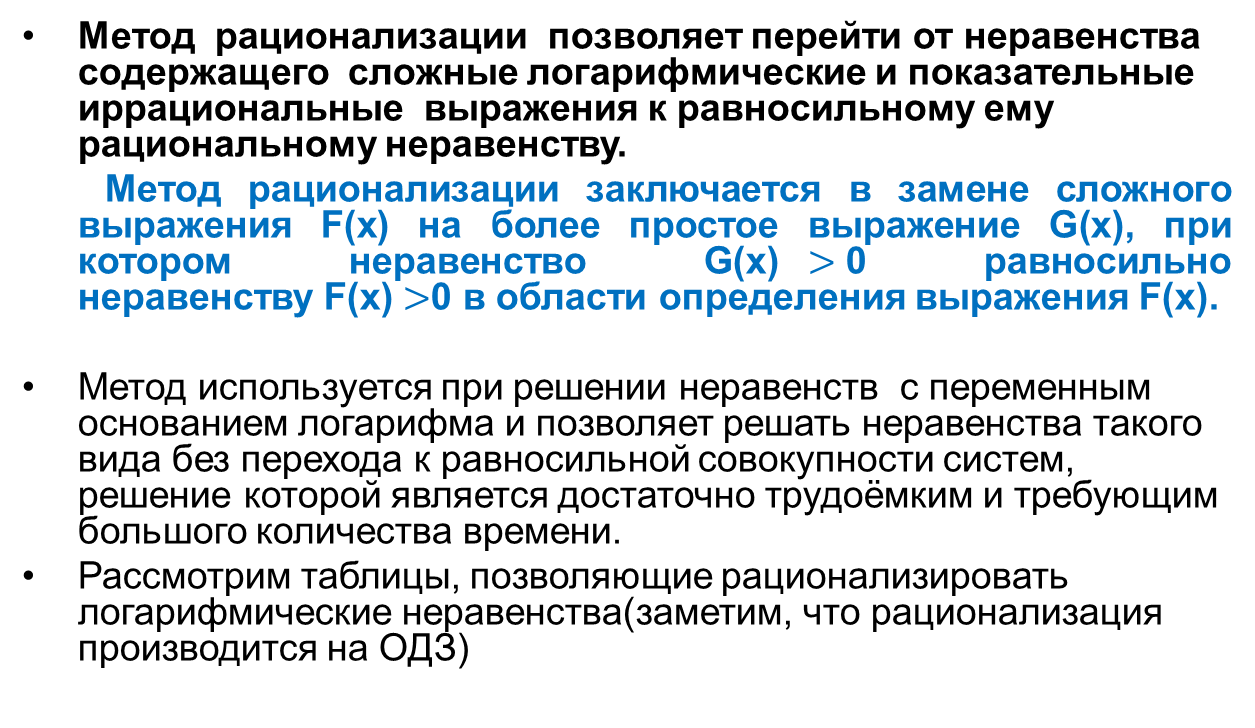 • Метод рационализации позволяет перейти от неравенства
содержащего сложные логарифмические и показательные
иррациональные выражения к равносильному ему
рациональному неравенству.
Метод рационализации заключается в замене сложного
выражения F(x) на более простое выражение G(x), при
котором неравенство G(x) > 0 равносильно
неравенству F(x) >0 в области определения выражения F(x).
• Метод используется при решении неравенств с переменным
основанием логарифма и позволяет решать неравенства такого
вида без перехода к равносильной совокупности систем,
решение которой является достаточно трудоёмким и требующим
большого количества времени.
• Рассмотрим таблицы, позволяющие рационализировать
логарифмические неравенства(заметим, что рационализация
производится на ОДЗ)